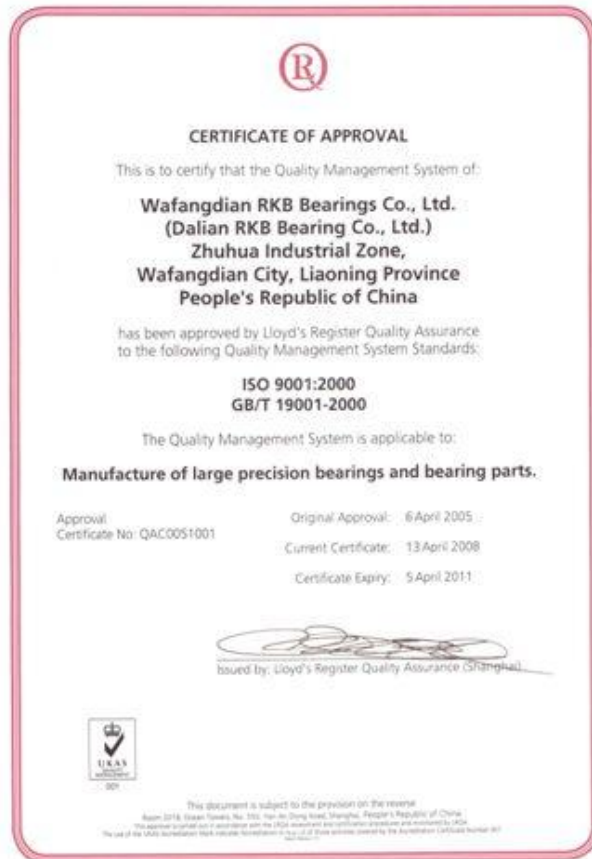 CERTIFICATE OF APPROVAL
This is to certify that the Quality Management System of:
Wafangdian RKB Bearings Co., Ltd.
(Dalian RKB Bearing Co., Ltd.)
Zhuhua Industrial Zone,
Wafangdian City, Liaoning Province
People's Republic of China
has been approved by Lloyd's Register Quality Assurance
to the following Quality Management System Standards:
ISO 9001:2000
GB/T 19001-2000
The Quality Management System is applicable to:
Manufacture of large precision bearings and bearing parts.
Approval
Certificate No: QAC0051001
Original Approval: 6 April 2005
Current Certificate: 13 April 2008
Certificate Expiry: 5 April 2011
Issued by: Lloyd's Register Quality Assurance (Shanghai)
UKAS
QUALITY
MANAGEMENT
001
This document is subject to the provision on the reverse